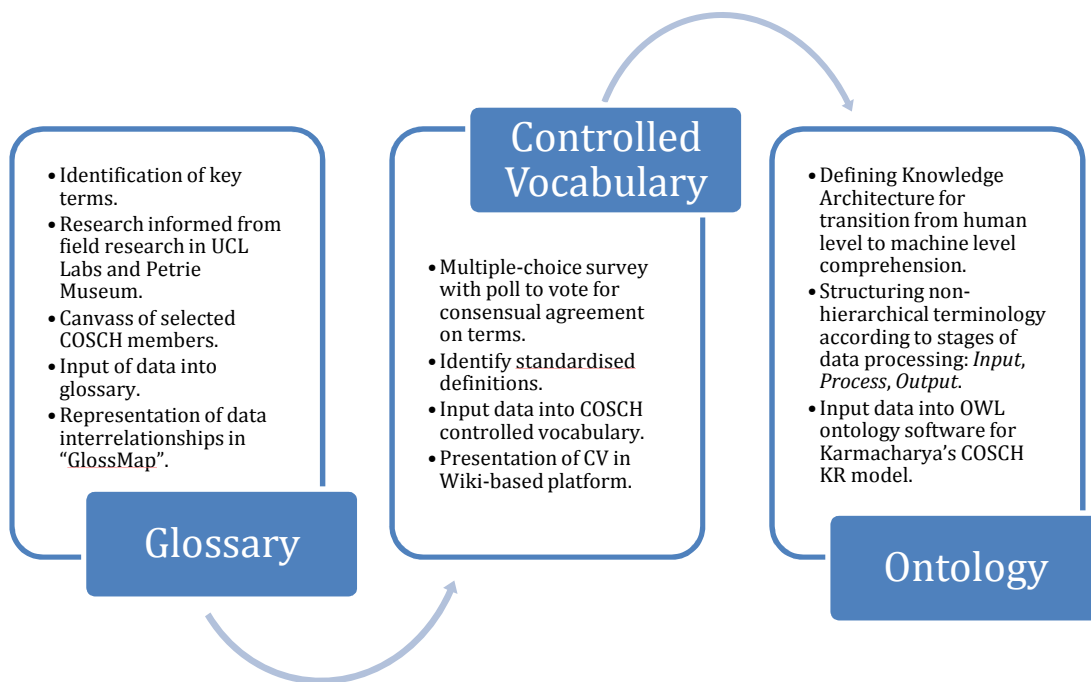 • Identification of key
terms.
• Research informed from
field research in UCL
Labs and Petrie
Museum.
• Canvass of selected
COSCH members.
• Input of data into
glossary.
• Representation of data
interrelationships in
“GlossMap”.
Glossary
Controlled
Vocabulary
• Multiple-choice survey
with poll to vote for
consensual agreement
on terms.
• Identify standardised
definitions.
• Input data into COSCH
controlled vocabulary.
• Presentation of CV in
Wiki-based platform.
• Defining Knowledge
Architecture for
transition from human
level to machine level
comprehension.
• Structuring non-
hierarchical terminology
according to stages of
data processing: Input,
Process, Output.
• Input data into OWL
ontology software for
Karmacharya’s COSCH
KR model.
Ontology